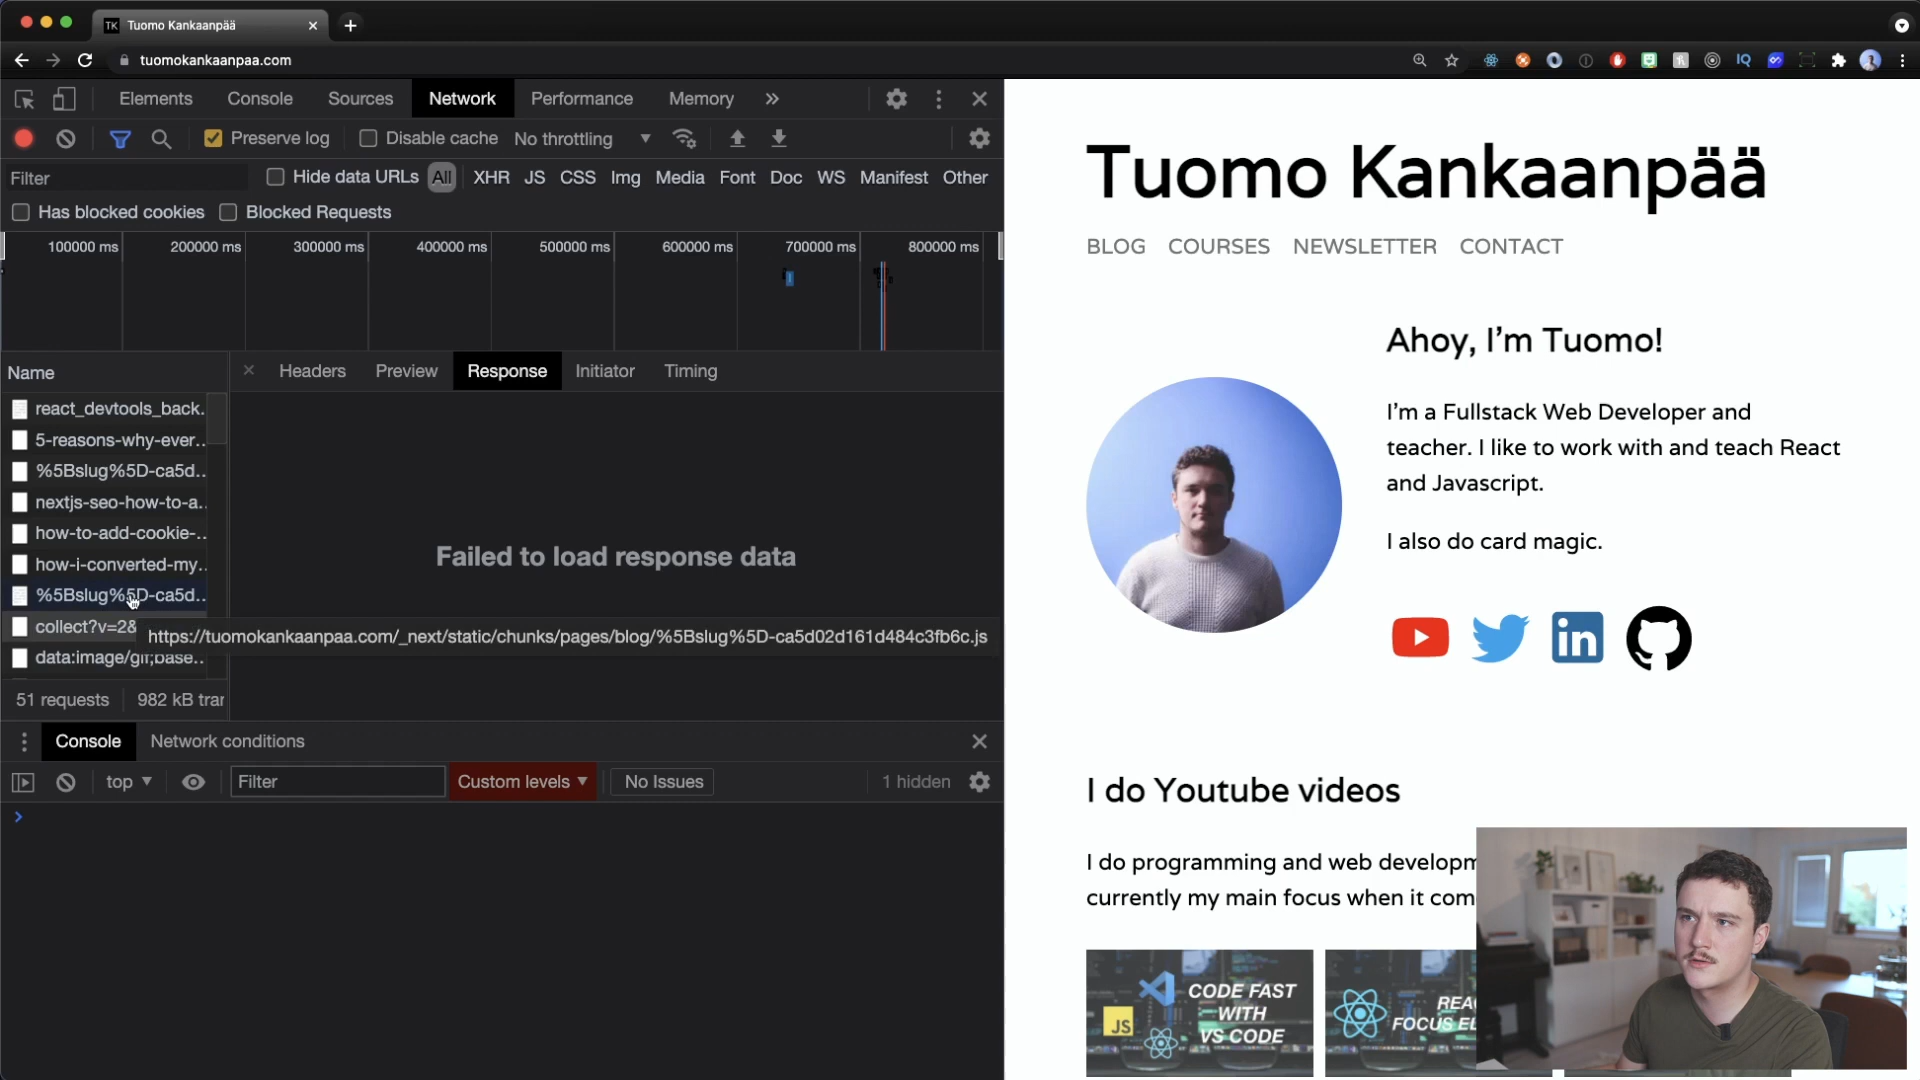 TK Tuomo Kankaanpää
tuomokankaanpaa.com
IQ
Elements Console Sources Network Performance Memory
Preserve log Disable cache No throttling
Filter Hide data URLs All XHR JS CSS Img Media Font Doc WS Manifest Other
Has blocked cookies Blocked Requests
100000 ms 200000 ms 300000 ms 400000 ms 500000 ms 600000 ms 700000 ms 800000 ms
Name
Headers Preview Response Initiator Timing
react_devtools_back.
5-reasons-why-ever..
%5Bslug%5D-ca5d..
nextjs-seo-how-to-a..
how-to-add-cookie-..
how-i-converted-my..
%5Bslug%5D-ca5d..
collect?v=2&
data:image/gif;base..
Failed to load response data
https://tuomokankaanpaa.com/_next/static/chunks/pages/blog/%5Bslug%5D-ca5d02d161d484c3fb6c.js
51 requests 982 kB trar
Console Network conditions
top Filter Custom levels No Issues 1 hidden
Tuomo Kankaanpää
BLOG COURSES NEWSLETTER CONTACT
Ahoy, I'm Tuomo!
I'm a Fullstack Web Developer and
teacher. I like to work with and teach React
and Javascript.
I also do card magic.
in
I do Youtube videos
I do programming and web developm
currently my main focus when it com
CODE FAST
WITH
VS CODE
JS
REA
FOCUS EL